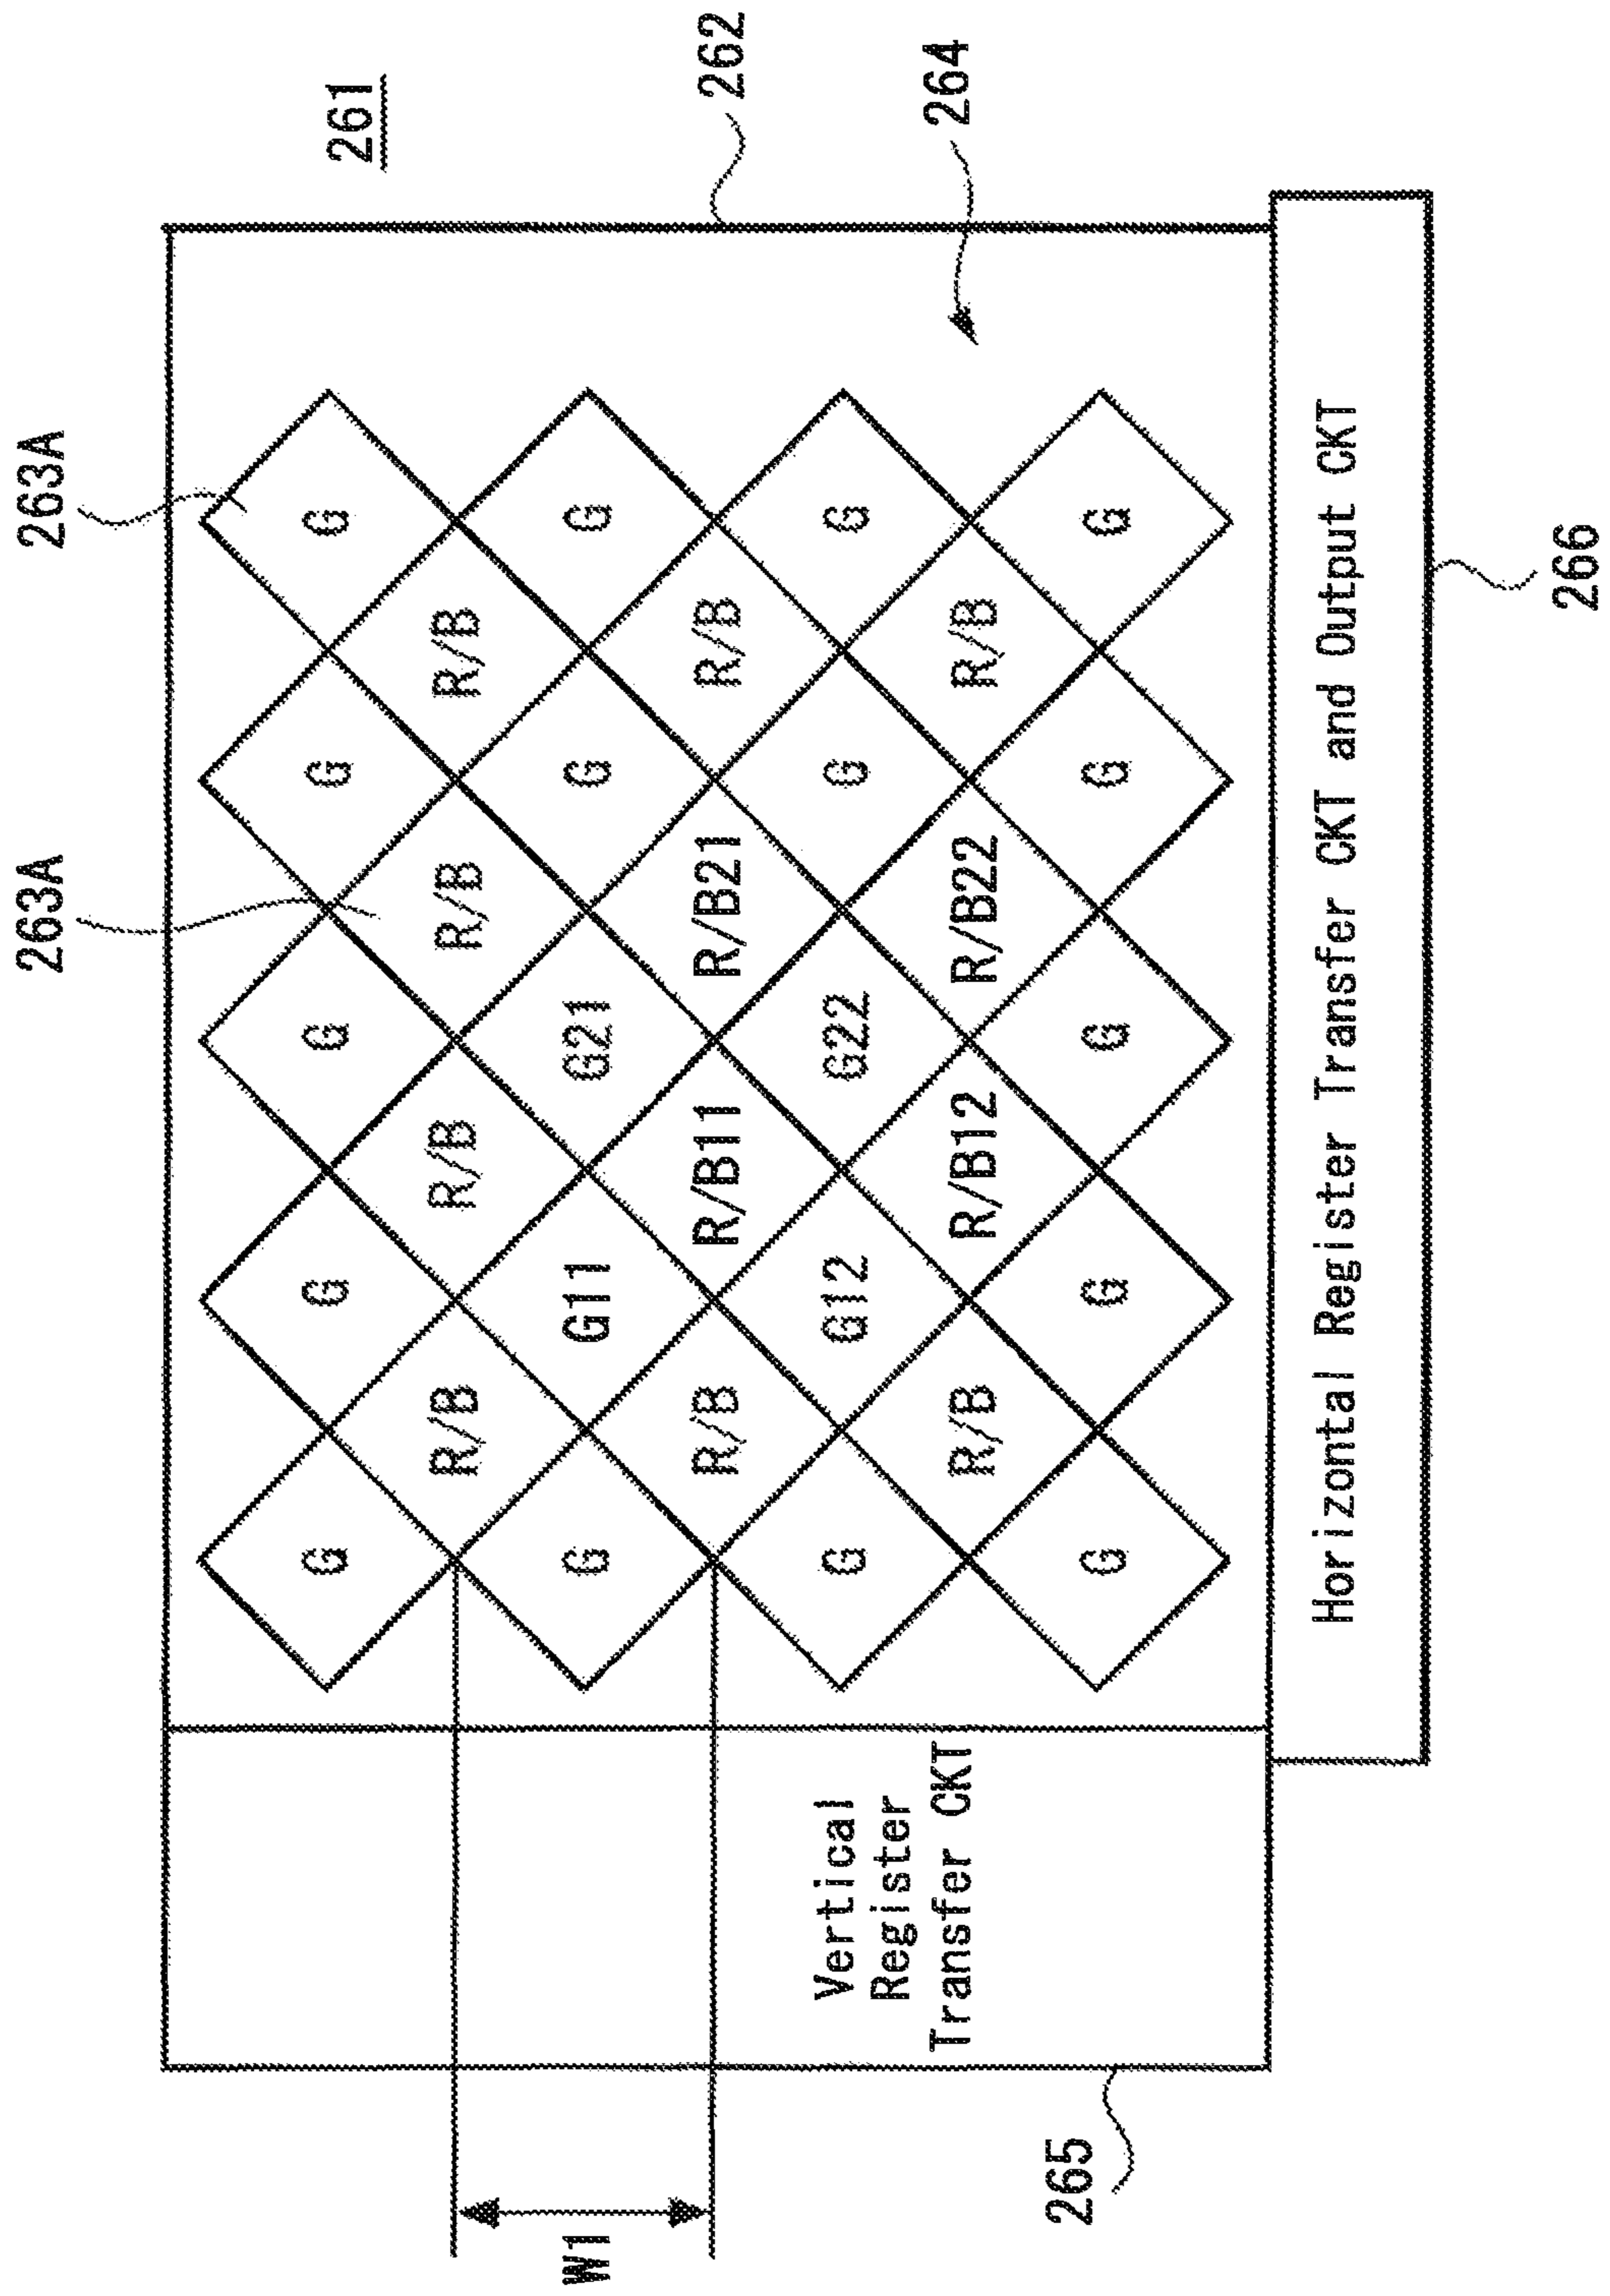 263A 263A
261
G G G G G
R/B R/B R/B R/B
W1
G G11 G21 G G
262
R/B R/B11 R/B21 R/B
G G12 G22 G G
264
R/B R/B12 R/B22 R/B
G G G G G
Vertical
Register
Transfer CKT
265
Horizontal Register Transfer CKT and Output CKT
266